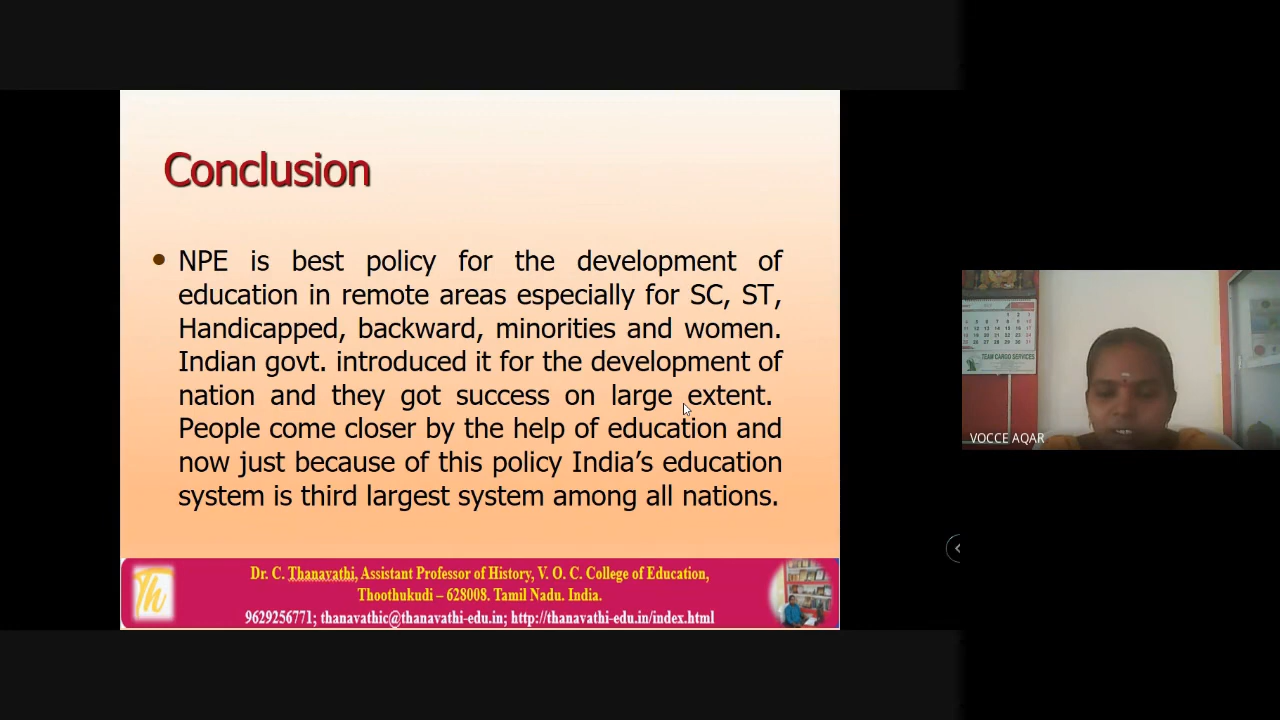 Conclusion
NPE is best policy for the development of
education in remote areas especially for SC, ST,
Handicapped, backward, minorities and women.
Indian govt. introduced it for the development of
nation and they got success on large extent.
People come closer by the help of education and
now just because of this policy India's education
system is third largest system among all nations.
Th
Dr. C. Thanavathi, Assistant Professor of History, V. O. C. College of Education,
Thoothukudi – 628008. Tamil Nadu. India.
9629256771; thanavathic@thanavathi-edu.in; http://thanavathi-edu.in/index.html
TEAM CARGO SERVICES
VOCCE AQAR